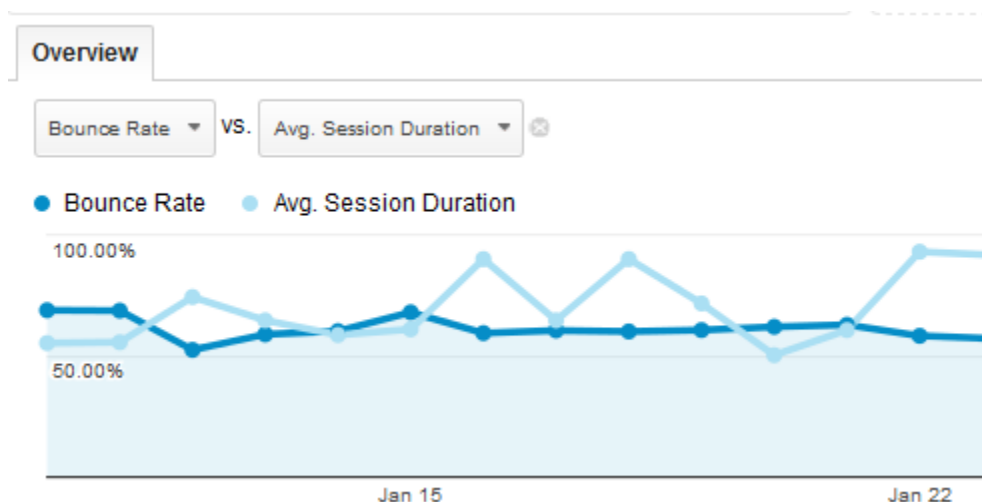 Overview
Bounce Rate vs. Avg. Session Duration
Bounce Rate Avg. Session Duration
100.00%
50.00%
Jan 15 Jan 22